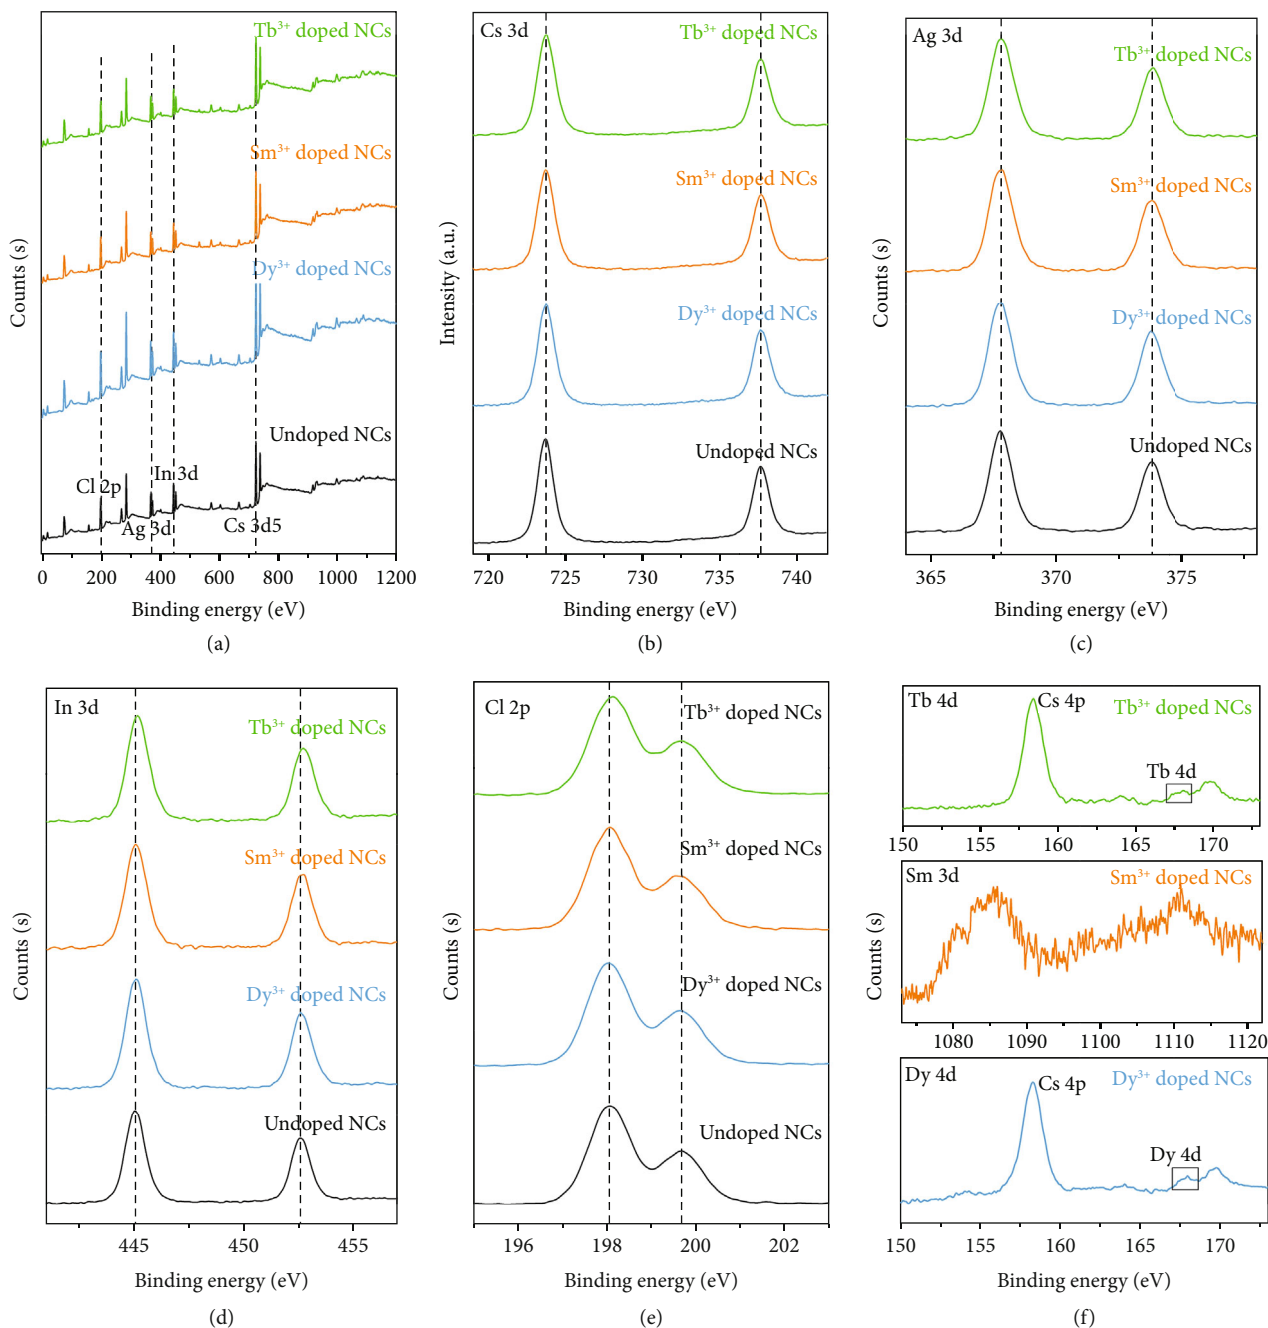 Tb³⁺ doped NCs
Sm³⁺ doped NCs
Dy³⁺ doped NCs
Undoped NCs
Cl 2p
In 3d
Ag 3d
Cs 3d5
Counts (s)
0 200 400 600 800 1000 1200
Binding energy (eV)
(a)
Cs 3d
Tb³⁺ doped NCs
Sm³⁺ doped NCs
Dy³⁺ doped NCs
Undoped NCs
Intensity (a.u.)
720 725 730 735 740
Binding energy (eV)
(b)
Ag 3d
Tb³⁺ doped NCs
Sm³⁺ doped NCs
Dy³⁺ doped NCs
Undoped NCs
Counts (s)
365 370 375
Binding energy (eV)
(c)
In 3d
Tb³⁺ doped NCs
Sm³⁺ doped NCs
Dy³⁺ doped NCs
Undoped NCs
Counts (s)
445 450 455
Binding energy (eV)
(d)
Cl 2p
Tb³⁺ doped NCs
Sm³⁺ doped NCs
Dy³⁺ doped NCs
Undoped NCs
Counts (s)
196 198 200 202
Binding energy (eV)
(e)
Tb 4d Cs 4p Tb³⁺ doped NCs
Tb 4d
150 155 160 165 170
Sm 3d Sm³⁺ doped NCs
Counts (s)
1080 1090 1100 1110 1120
Dy 4d Cs 4p Dy³⁺ doped NCs
Dy 4d
150 155 160 165 170
Binding energy (eV)
(f)